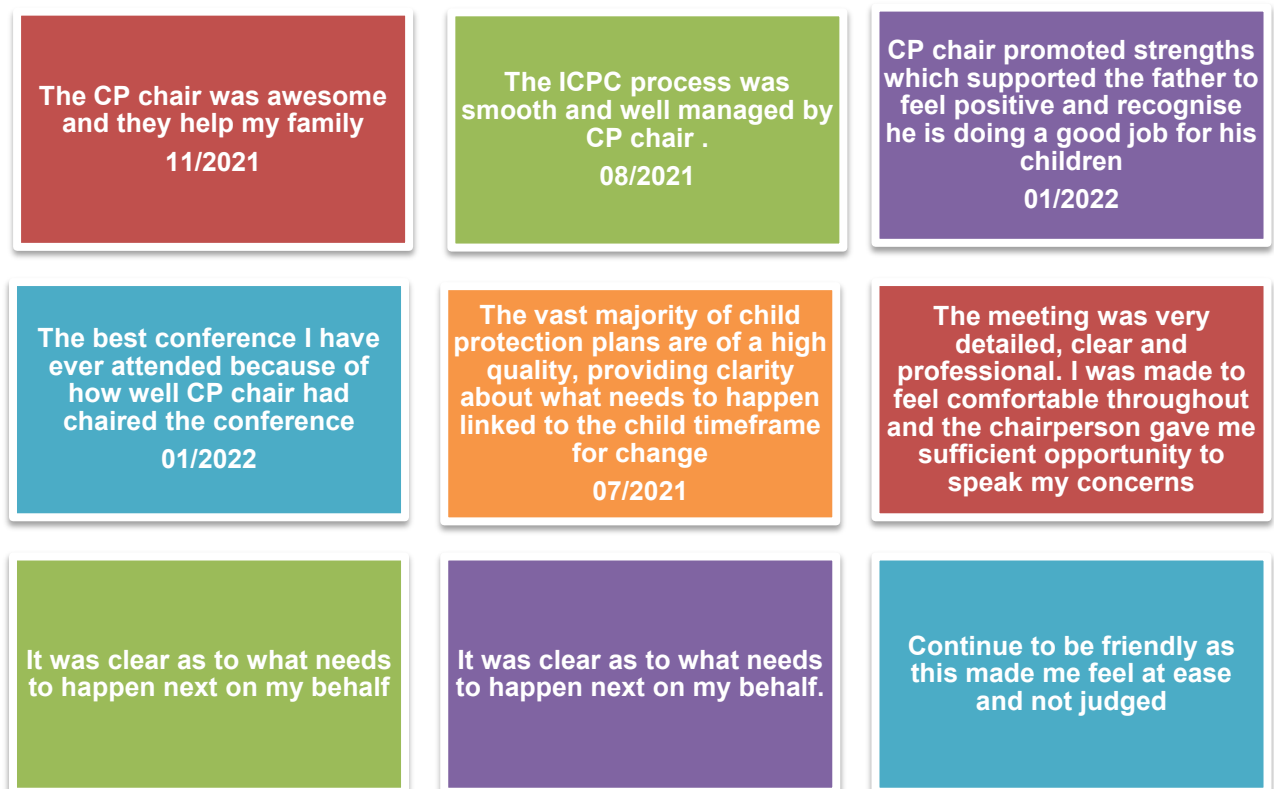 The CP chair was awesome
and they help my family
11/2021
The ICPC process was
smooth and well managed by
CP chair .
08/2021
CP chair promoted strengths
which supported the father to
feel positive and recognise
he is doing a good job for his
children
01/2022
The best conference I have
ever attended because of
how well CP chair had
chaired the conference
01/2022
The vast majority of child
protection plans are of a high
quality, providing clarity
about what needs to happen
linked to the child timeframe
for change
07/2021
The meeting was very
detailed, clear and
professional. I was made to
feel comfortable throughout
and the chairperson gave me
sufficient opportunity to
speak my concerns
It was clear as to what needs
to happen next on my behalf
It was clear as to what needs
to happen next on my behalf.
Continue to be friendly as
this made me feel at ease
and not judged